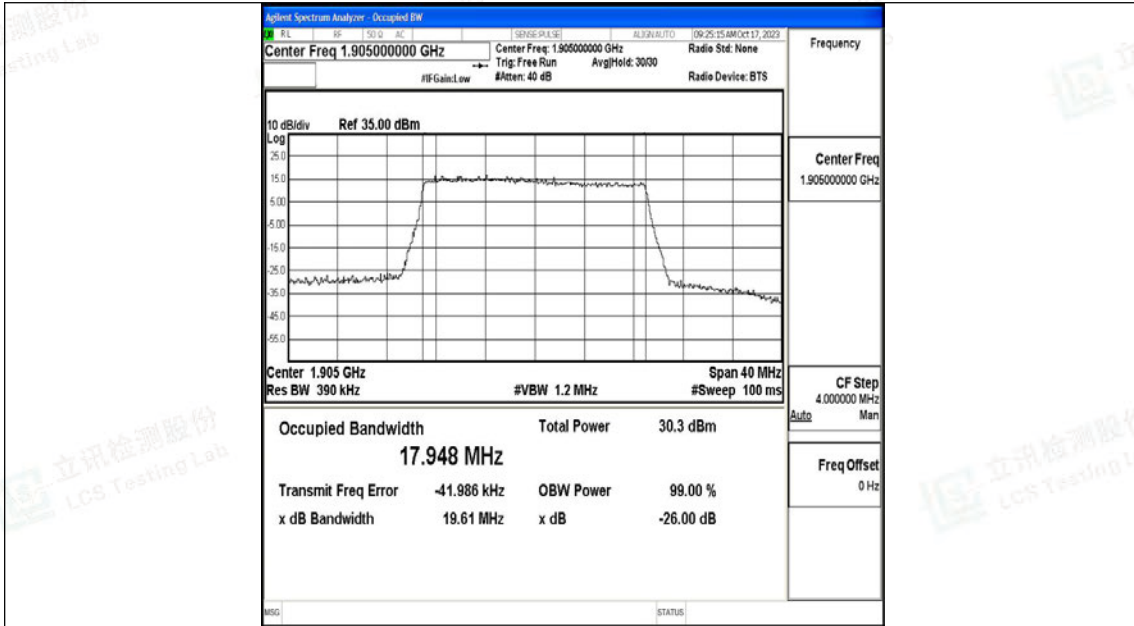 Agilent Spectrum Analyzer - Occupied BW
RL RF 50 Ω AC SENSE:PULSE ALIGNAUTO 09:25:15 AM Oct 17, 2023
Center Freq 1.905000000 GHz
Center Freq: 1.905000000 GHz Radio Std: None
Trig: Free Run Avg|Hold: 30/30
#IFGain:Low #Atten: 40 dB Radio Device: BTS
10 dB/div Ref 35.00 dBm
Log
25.0
15.0
5.00
-5.00
-15.0
-25.0
-35.0
-45.0
-55.0
Center 1.905 GHz Span 40 MHz
Res BW 390 kHz #VBW 1.2 MHz #Sweep 100 ms
Occupied Bandwidth Total Power 30.3 dBm
17.948 MHz
Transmit Freq Error -41.986 kHz OBW Power 99.00 %
x dB Bandwidth 19.61 MHz x dB -26.00 dB
MSG STATUS
Frequency
Center Freq
1.905000000 GHz
CF Step
4.000000 MHz
Auto Man
Freq Offset
0 Hz
立讯检测股份
LCS Testing Lab
立讯检测股份
LCS Testing